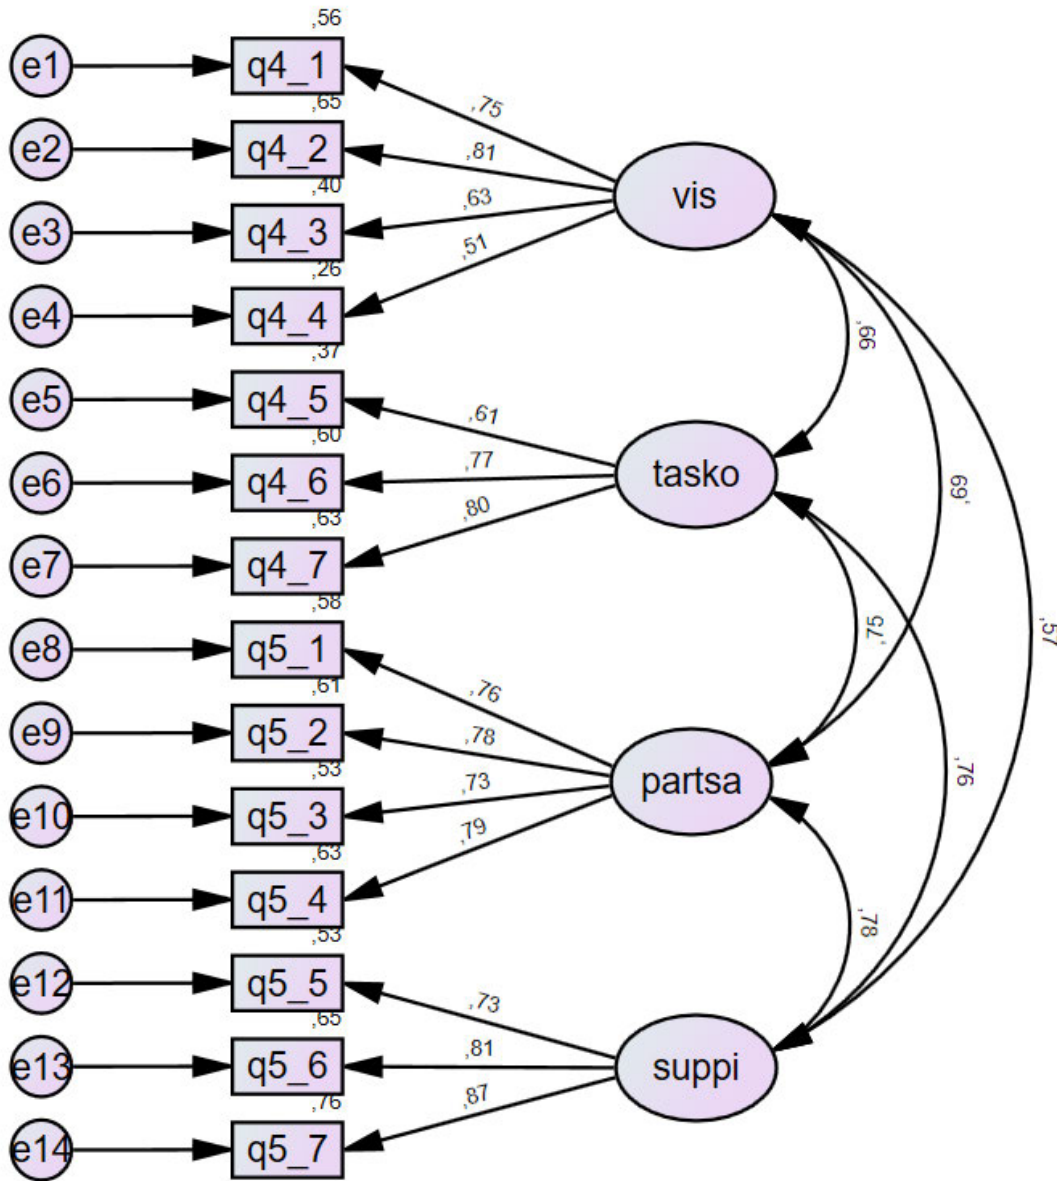 ,56
e1 q4_1 ,75
,65
e2 q4_2 ,81 vis
,40
e3 q4_3 ,63
,26 ,51
e4 q4_4 ,66
,37
e5 q4_5 ,61
,60
e6 q4_6 ,77 tasko
,63 ,80 ,69
e7 q4_7
,58
e8 q5_1 ,75 ,57
,61 ,76
e9 q5_2 ,78
,53 ,73 partsa ,76
e10 q5_3
,63 ,79
e11 q5_4
,53 ,78
e12 q5_5 ,73
,65 ,81
e13 q5_6 suppi
,76 ,87
e14 q5_7